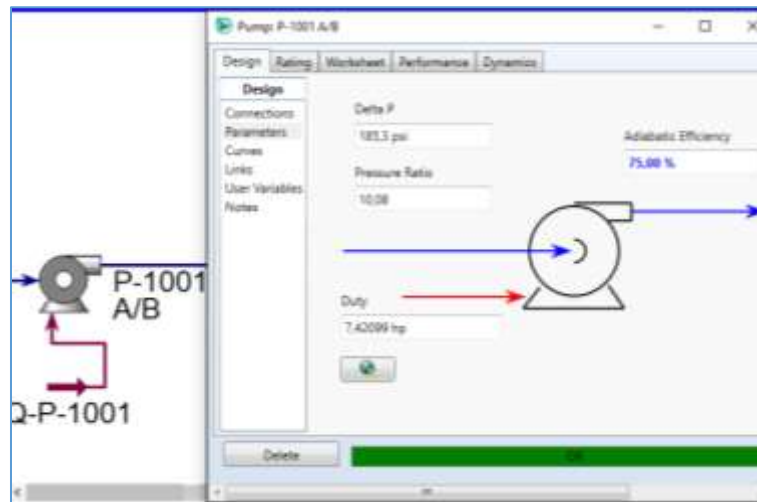 Pump: P-1001 A/B
Design Rating Worksheet Performance Dynamics
Design
Connections
Parameters
Curves
Links
User Variables
Notes
Delta P
185,3 psi
Pressure Ratio
10,08
Adiabatic Efficiency
75,00 %
Duty
7,42099 hp
P-1001
A/B
Q-P-1001
Delete
OK